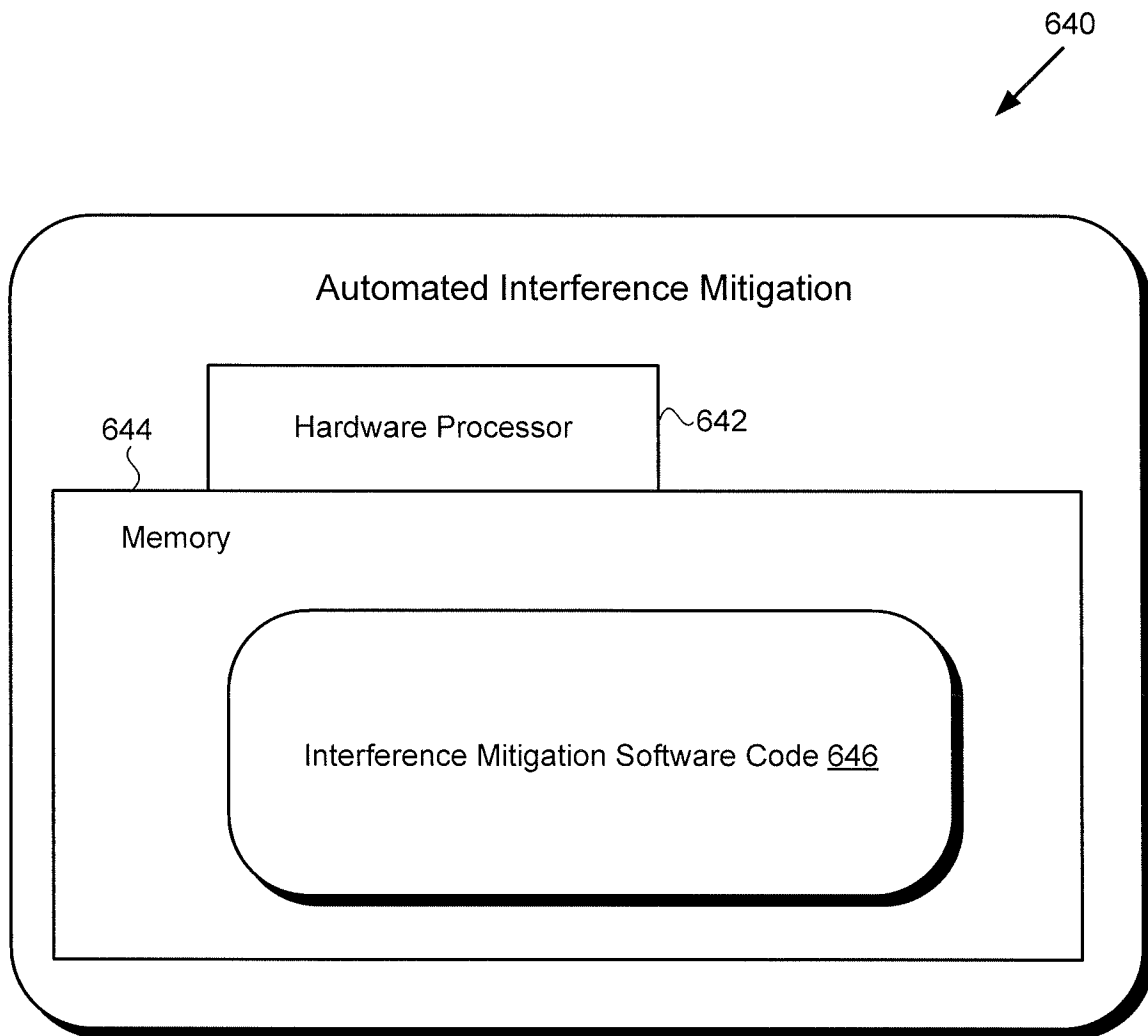 640
Automated Interference Mitigation
Hardware Processor
642
644
Memory
Interference Mitigation Software Code 646